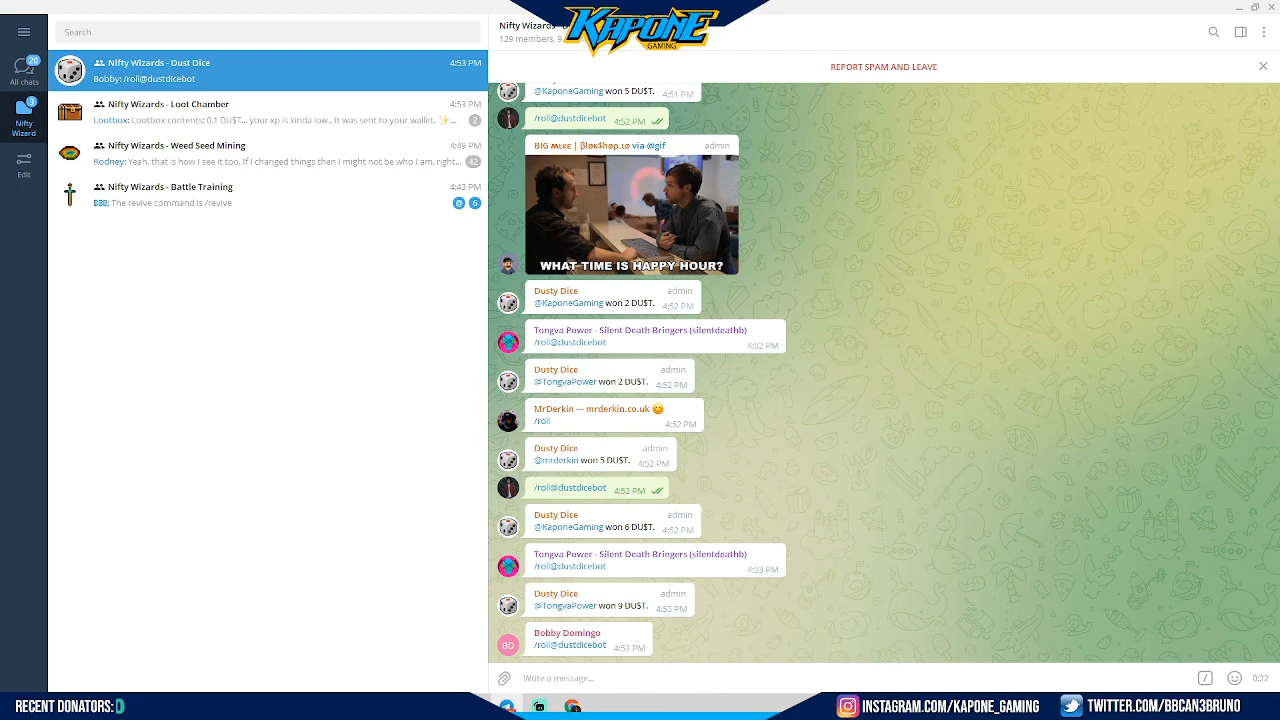 Search
20
All chats
3
Nifty
Wizard
Edit
Nifty Wizards - Dust Dice
4:53 PM
Bobby: /roll@dustdicebot
Nifty Wizards - Loot Chamber
4:53 PM
Lootbox: Lootbox contents: 0.1 DU$T... your xp is kinda low.. It was sent to your wallet. ✨...
2
Nifty Wizards - Weed Seed Mining
4:49 PM
Rodney: Yeah, that is how I see it too. If I changed things then I might not be who I am, right...
42
Nifty Wizards - Battle Training
4:43 PM
The revive command is /revive
@ 6
Nifty Wizards -
129 members, 9
KAPONE
GAMING
REPORT SPAM AND LEAVE
@KaponeGaming won 5 DU$T. 4:51 PM
/roll@dustdicebot 4:52 PM
BIG ʍɩĸɛ | βløĸ$høp.ɩø via @gif admin
WHAT TIME IS HAPPY HOUR?
Dusty Dice admin
@KaponeGaming won 2 DU$T. 4:52 PM
Tongva Power - Silent Death Bringers (silentdeathb)
/roll@dustdicebot 4:52 PM
Dusty Dice admin
@TongvaPower won 2 DU$T. 4:52 PM
MrDerkin --- mrderkin.co.uk 😊
/roll 4:52 PM
Dusty Dice admin
@mrderkin won 5 DU$T. 4:52 PM
/roll@dustdicebot 4:52 PM
Dusty Dice admin
@KaponeGaming won 6 DU$T. 4:52 PM
Tongva Power - Silent Death Bringers (silentdeathb)
/roll@dustdicebot 4:53 PM
Dusty Dice admin
@TongvaPower won 9 DU$T. 4:53 PM
BD
Bobby Domingo
/roll@dustdicebot 4:53 PM
Write a message...
0:22
RECENT DONATORS: D
INSTAGRAM.COM/KAPONE_GAMING
TWITTER.COM/BBCAN3BRUNO